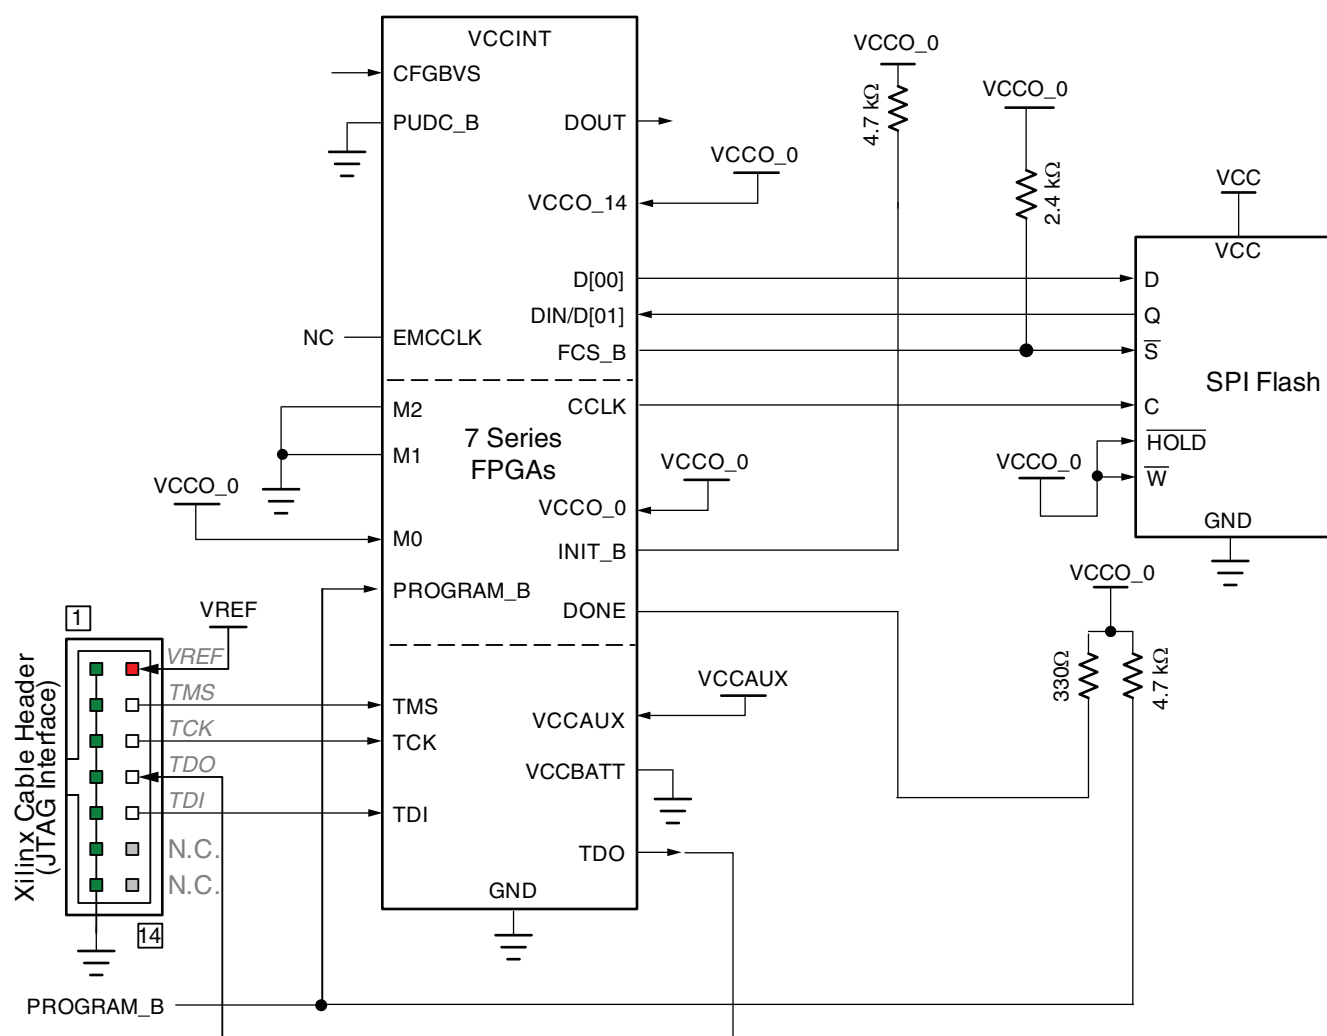 VCCINT
CFGBVS
PUDC_B
DOUT
VCCO_0
4.7 kΩ
VCCO_0
2.4 kΩ
VCCO_0
VCCO_14
VCC
VCC
D[00]
D
DIN/D[01]
Q
NC
EMCCLK
FCS_B
S
SPI Flash
M2
CCLK
C
7 Series
FPGAs
M1
HOLD
VCCO_0
VCCO_0
VCCO_0
W
VCCO_0
GND
M0
INIT_B
VCCO_0
PROGRAM_B
DONE
1
VREF
VREF
330Ω
4.7 kΩ
TMS
TMS
VCCAUX
VCCAUX
TCK
TCK
TDO
VCCBATT
TDI
TDI
N.C.
TDO
N.C.
GND
Xilinx Cable Header
(JTAG Interface)
14
PROGRAM_B